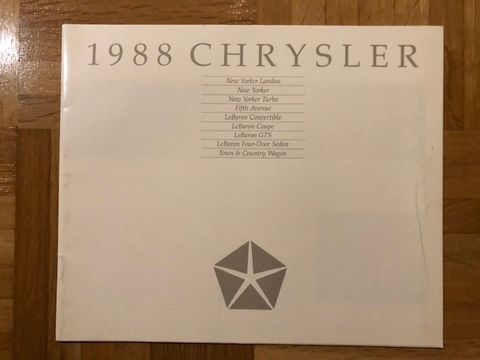 1988 CHRYSLER
New Yorker Landau
New Yorker
New Yorker Turbo
Fifth Avenue
LeBaron Convertible
LeBaron Coupe
LeBaron GTS
LeBaron Four-Door Sedan
Town & Country Wagon